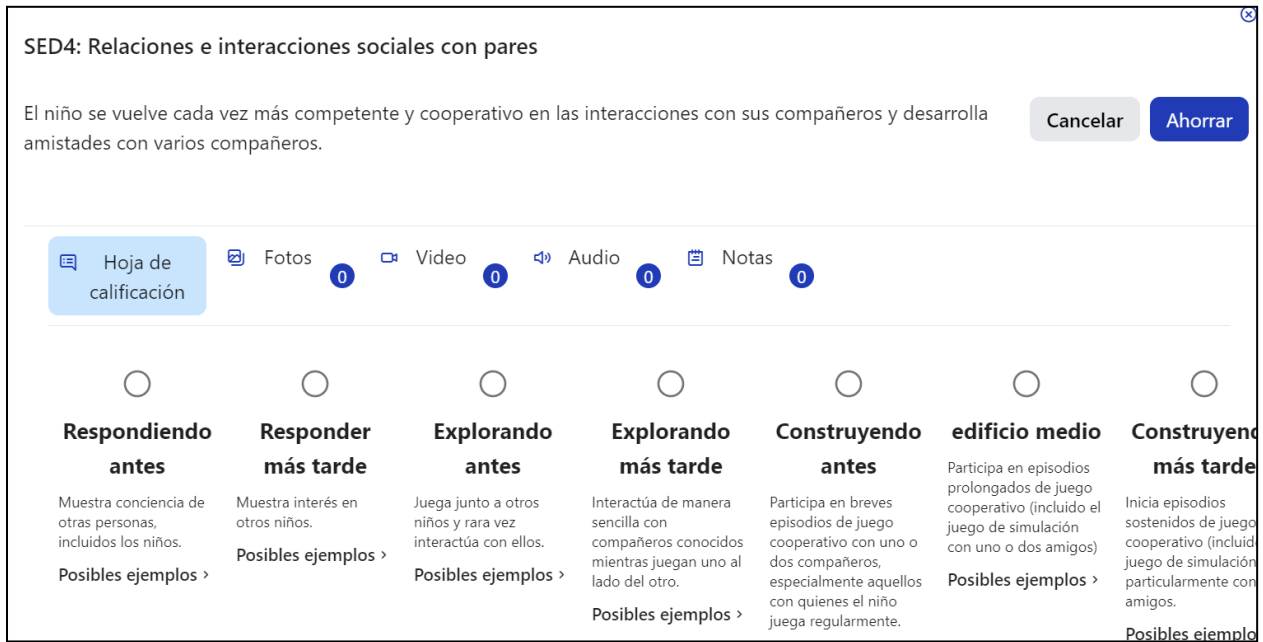 SED4: Relaciones e interacciones sociales con pares
El niño se vuelve cada vez más competente y cooperativo en las interacciones con sus compañeros y desarrolla
amistades con varios compañeros.
Cancelar
Ahorrar
Hoja de
calificación
Fotos
0
Video
0
Audio
0
Notas
0
Respondiendo
antes
Muestra conciencia de
otras personas,
incluidos los niños.
Posibles ejemplos >
Responder
más tarde
Muestra interés en
otros niños.
Posibles ejemplos >
Explorando
antes
Juega junto a otros
niños y rara vez
interactúa con ellos.
Posibles ejemplos >
Explorando
más tarde
Interactúa de manera
sencilla con
compañeros conocidos
mientras juegan uno al
lado del otro.
Posibles ejemplos >
Construyendo
antes
Participa en breves
episodios de juego
cooperativo con uno o
dos compañeros,
especialmente aquellos
con quienes el niño
juega regularmente.
edificio medio
Participa en episodios
prolongados de juego
cooperativo (incluido el
juego de simulación
con uno o dos amigos)
Posibles ejemplos >
Construyend
más tarde
Inicia episodios
sostenidos de juego
cooperativo (incluid
juego de simulación
particularmente con
amigos.
Posibles ejemplo